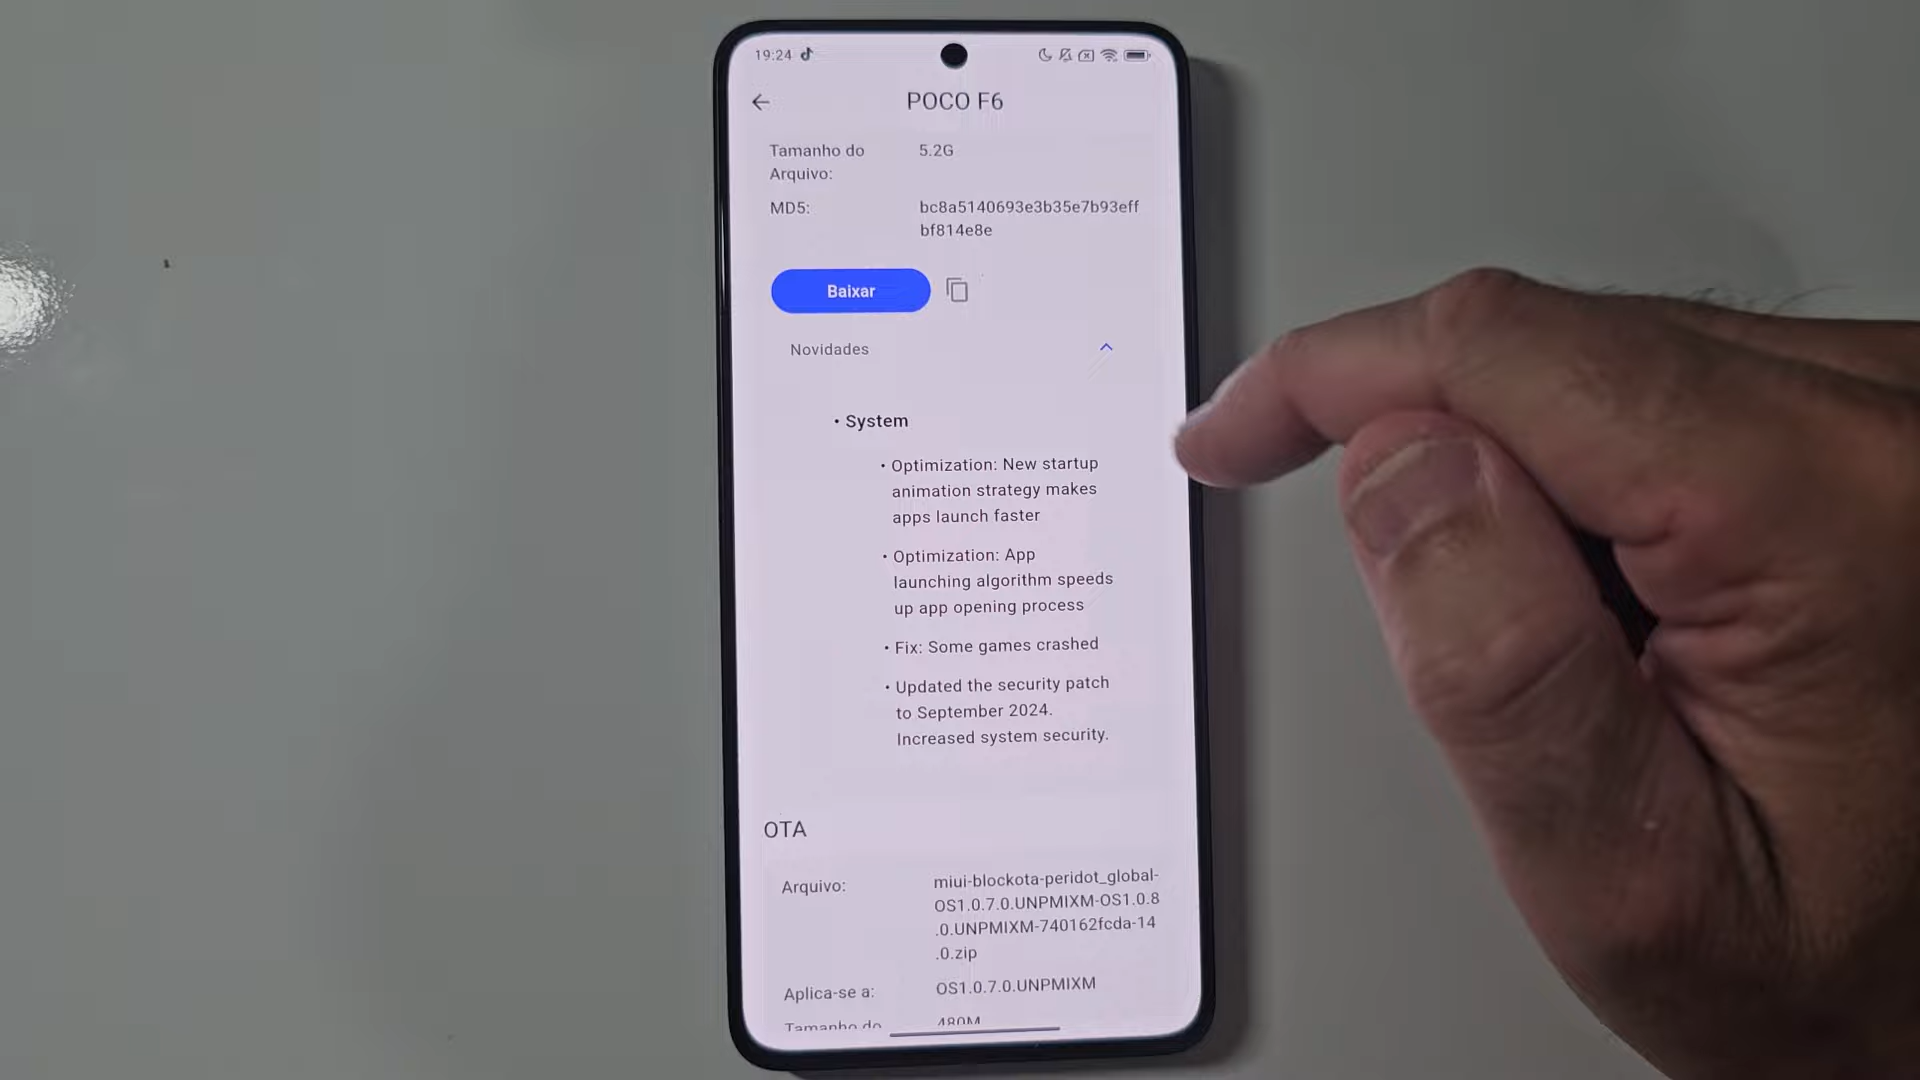 19:24
POCO F6
Tamanho do
Arquivo:
5.2G
MD5:
bc8a5140693e3b35e7b93eff
bf814e8e
Baixar
Novidades
• System
• Optimization: New startup
animation strategy makes
apps launch faster
• Optimization: App
launching algorithm speeds
up app opening process
• Fix: Some games crashed
• Updated the security patch
to September 2024.
Increased system security.
OTA
Arquivo:
miui-blockota-peridot_global-
OS1.0.7.0.UNPMIXM-OS1.0.8
.0.UNPMIXM-740162fcda-14
.0.zip
Aplica-se a:
OS1.0.7.0.UNPMIXM
Tamanho do
480M